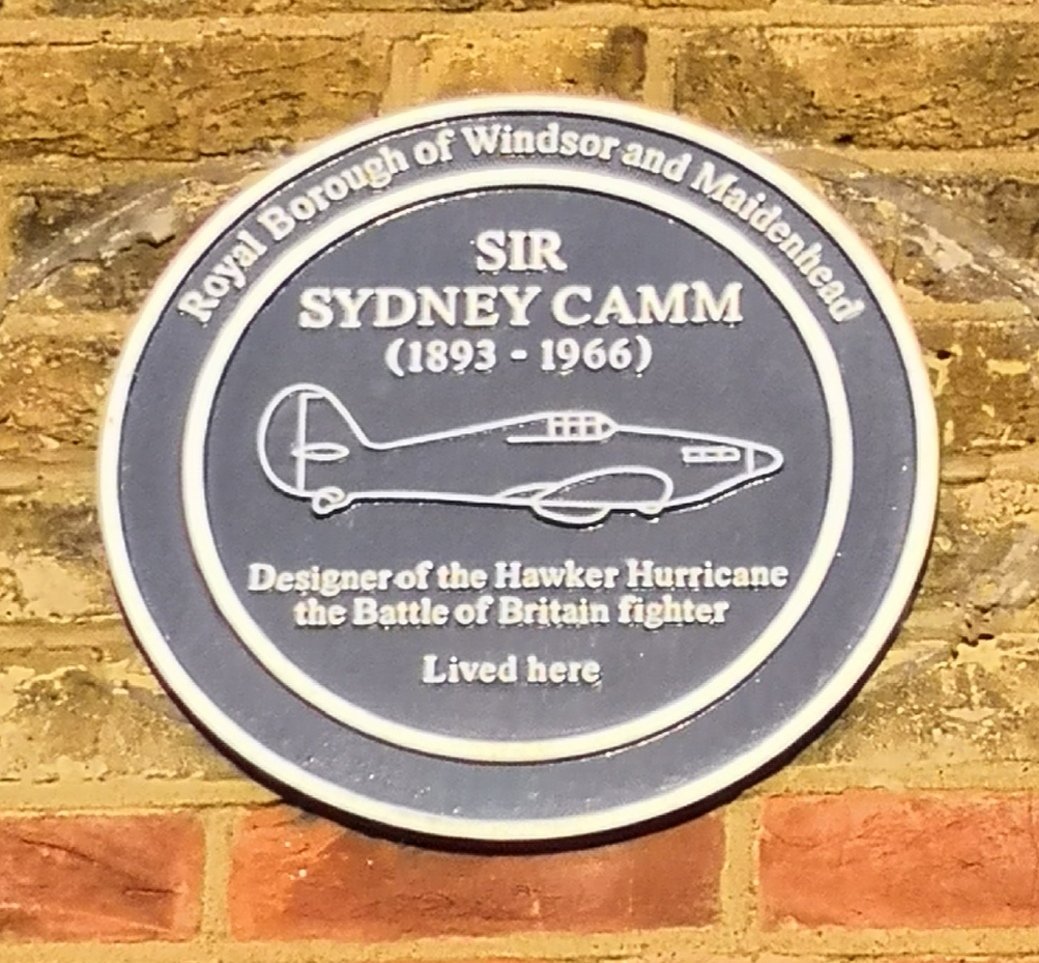 Royal Borough of Windsor and Maidenhead
SIR
SYDNEY CAMM
(1893 - 1966)
Designer of the Hawker Hurricane
the Battle of Britain fighter
Lived here